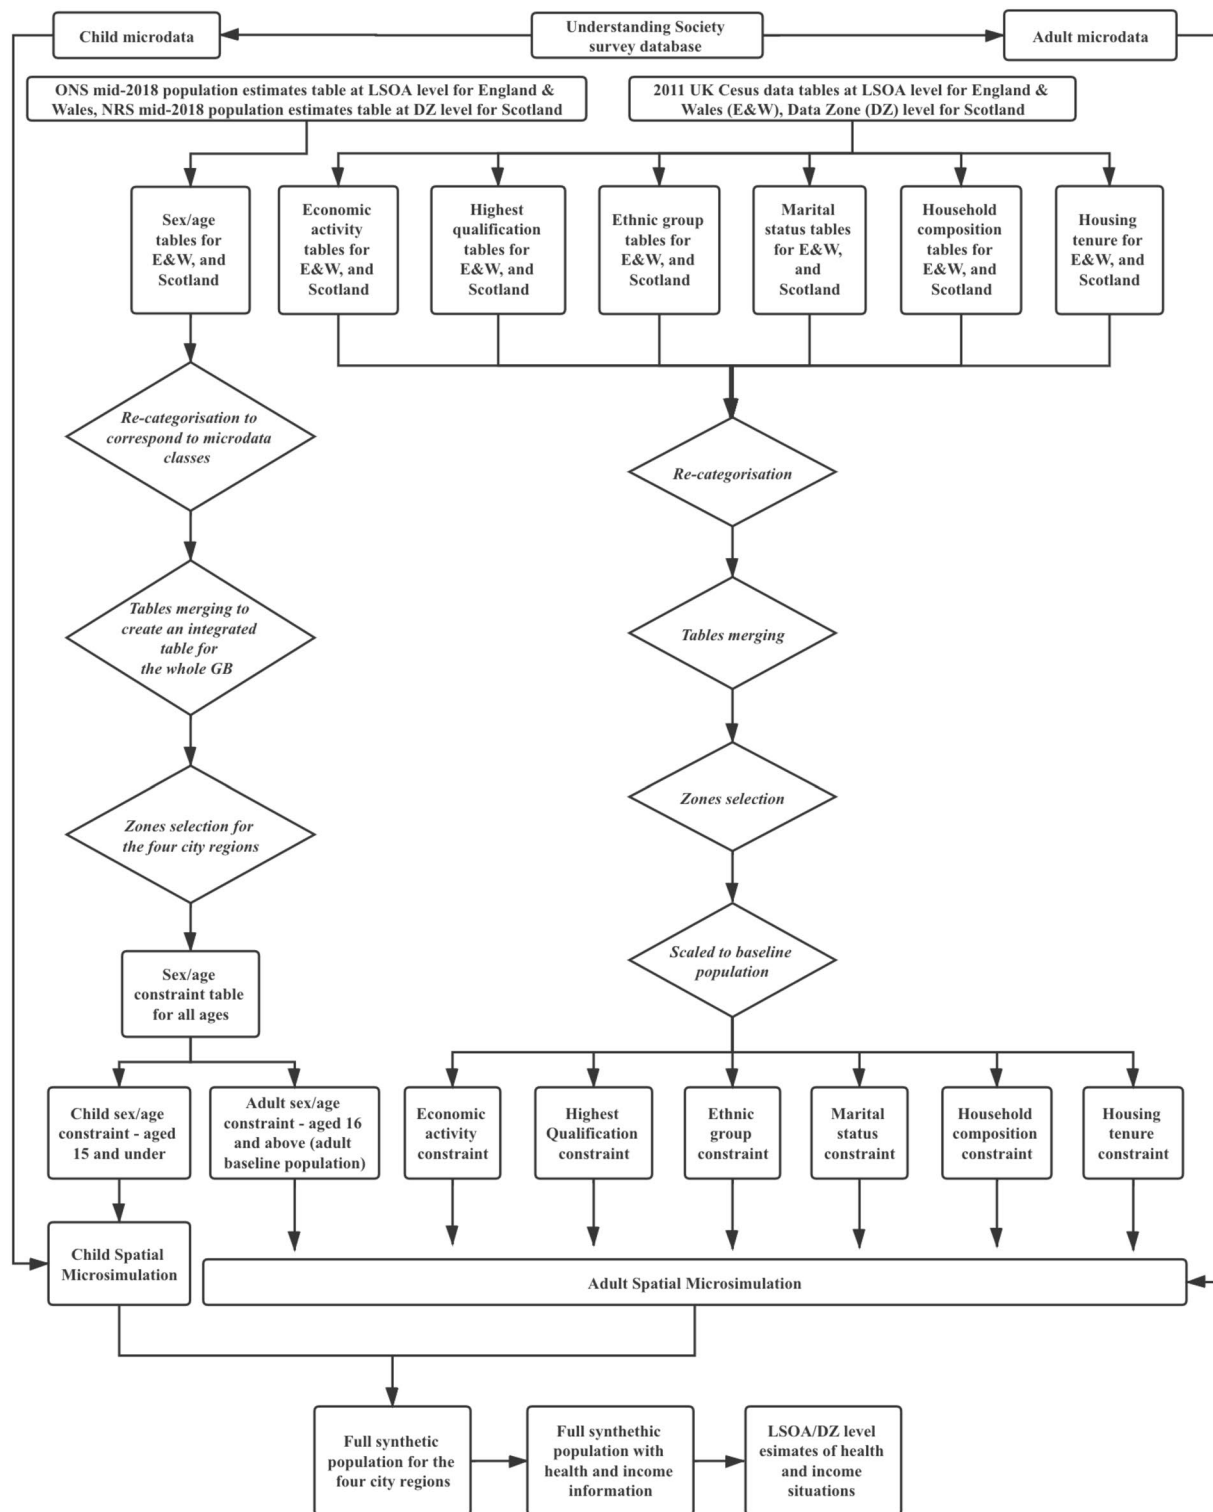 Child microdata
Understanding Society
survey database
Adult microdata
ONS mid-2018 population estimates table at LSOA level for England &
Wales, NRS mid-2018 population estimates table at DZ level for Scotland
2011 UK Cesus data tables at LSOA level for England &
Wales (E&W), Data Zone (DZ) level for Scotland
Sex/age
tables for
E&W, and
Scotland
Economic
activity
tables for
E&W, and
Scotland
Highest
qualification
tables for
E&W, and
Scotland
Ethnic group
tables for
E&W, and
Scotland
Marital
status tables
for E&W,
and
Scotland
Household
composition
tables for
E&W, and
Scotland
Housing
tenure for
E&W, and
Scotland
Re-categorisation to
correspond to microdata
classes
Re-categorisation
Tables merging to
create an integrated
table for
the whole GB
Tables merging
Zones selection for
the four city regions
Zones selection
Scaled to baseline
population
Sex/age
constraint table
for all ages
Child sex/age
constraint - aged
15 and under
Adult sex/age
constraint - aged 16
and above (adult
baseline population)
Economic
activity
constraint
Highest
Qualification
constraint
Ethnic
group
constraint
Marital
status
constraint
Household
composition
constraint
Housing
tenure
constraint
Child Spatial
Microsimulation
Adult Spatial Microsimulation
Full synthetic
population for the
four city regions
Full synthethic
population with
health and income
information
LSOA/DZ level
esimates of health
and income
situations